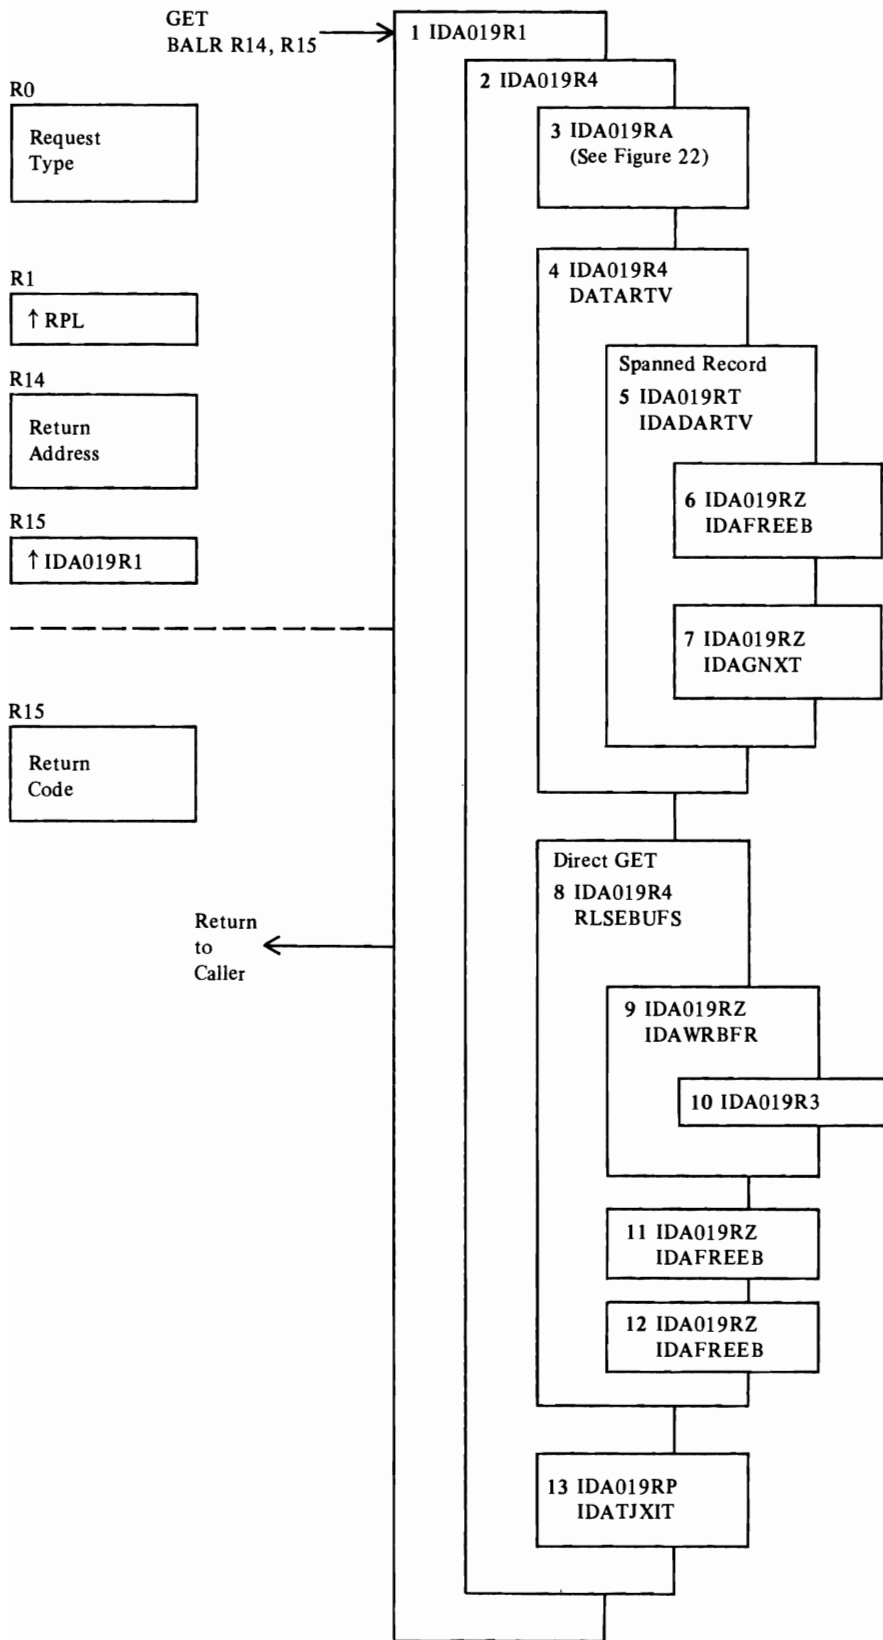 GET
BALR R14, R15
R0
Request
Type
R1
↑ RPL
R14
Return
Address
R15
↑ IDA019R1
R15
Return
Code
Return
to
Caller
1 IDA019R1
2 IDA019R4
3 IDA019RA
(See Figure 22)
4 IDA019R4
DATARTV
Spanned Record
5 IDA019RT
IDADARTV
6 IDA019RZ
IDAFREEB
7 IDA019RZ
IDAGNXT
Direct GET
8 IDA019R4
RLSEBUFS
9 IDA019RZ
IDAWRBFR
10 IDA019R3
11 IDA019RZ
IDAFREEB
12 IDA019RZ
IDAFREEB
13 IDA019RP
IDATJXIT